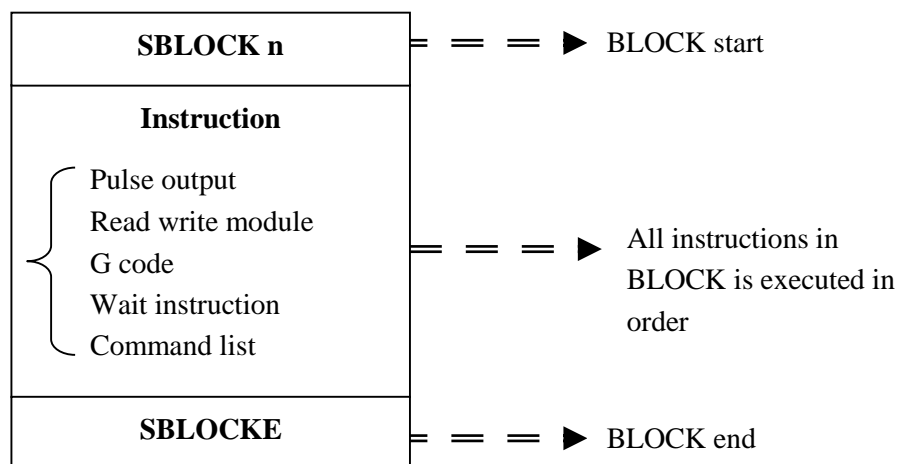 SBLOCK n
BLOCK start
Instruction
Pulse output
Read write module
G code
Wait instruction
Command list
All instructions in
BLOCK is executed in
order
SBLOCKE
BLOCK end